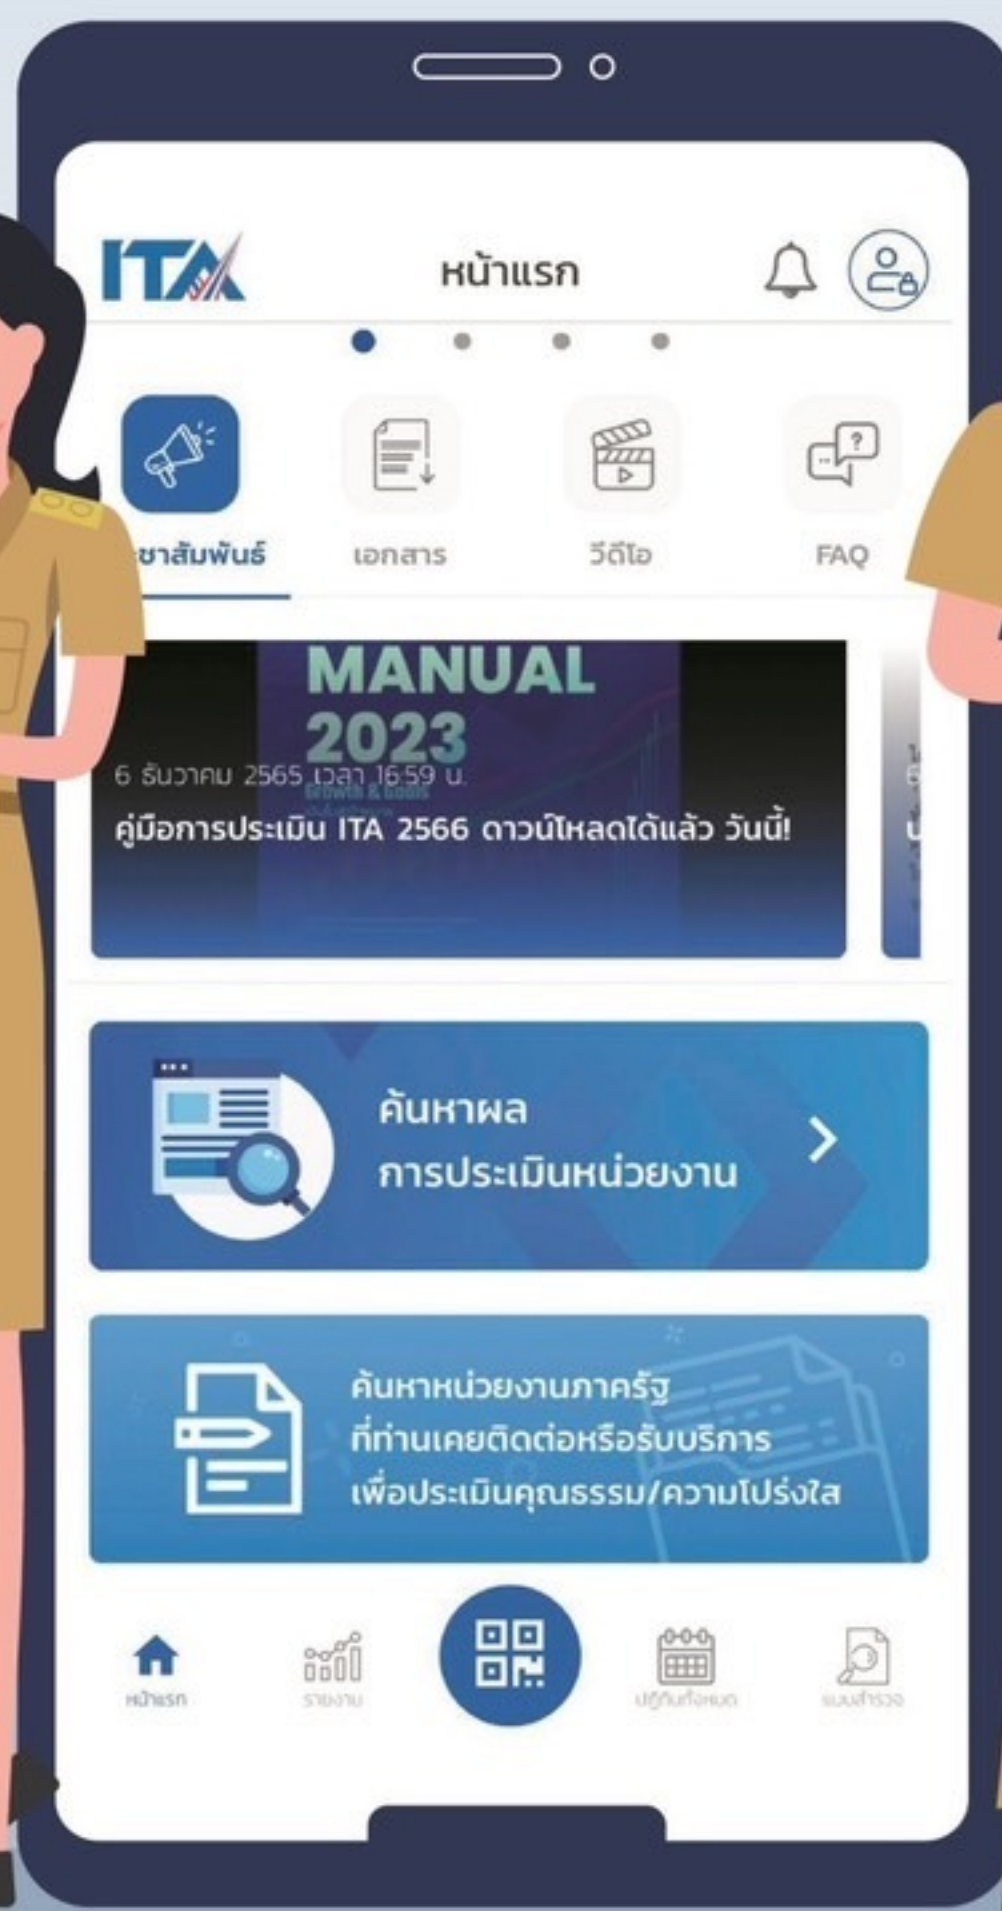 ITA
หน้าแรก
ชาสัมพันธ์
เอกสาร
วีดีโอ
FAQ
MANUAL
2023
Growth & Goals
6 ธันวาคม 2565 เวลา 16:59 น.
คู่มือการประเมิน ITA 2566 ดาวน์โหลดได้แล้ว วันนี้!
ค้นหาผล
การประเมินหน่วยงาน
ค้นหาหน่วยงานภาครัฐ
ที่ท่านเคยติดต่อหรือรับบริการ
เพื่อประเมินคุณธรรม/ความโปร่งใส
หน้าแรก
รายงาน
ปฏิทินทั้งหมด
แบบสำรวจ